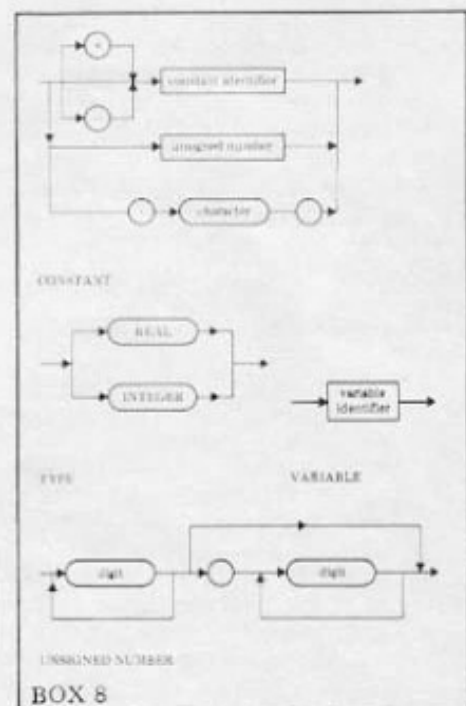 +
constant identifier
-
unsigned number
' character '
CONSTANT
REAL
INTEGER
variable
identifier
TYPE
VARIABLE
digit
digit
UNSIGNED NUMBER
BOX 8